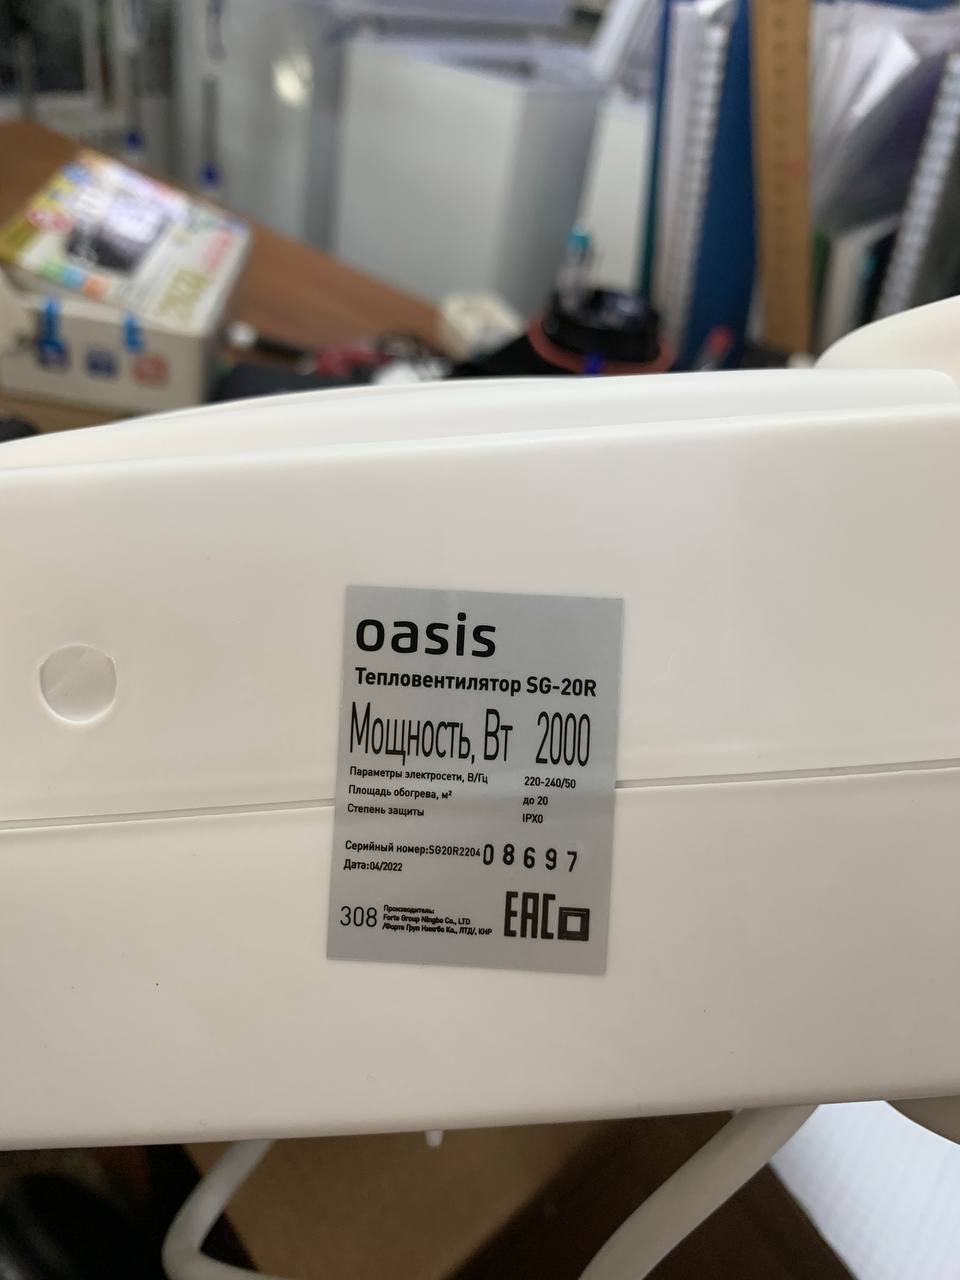 oasis
Тепловентилятор SG-20R
Мощность, Вт 2000
Параметры электросети, В/Гц 220-240/50
Площадь обогрева, м² до 20
Степень защиты IPX0
Серийный номер:SG20R2204 08697
Дата:04/2022
308
Производитель:
Forte Group Ningbo Co., LTD
/Форте Груп Нингбо Ко., ЛТД/, КНР
EAC